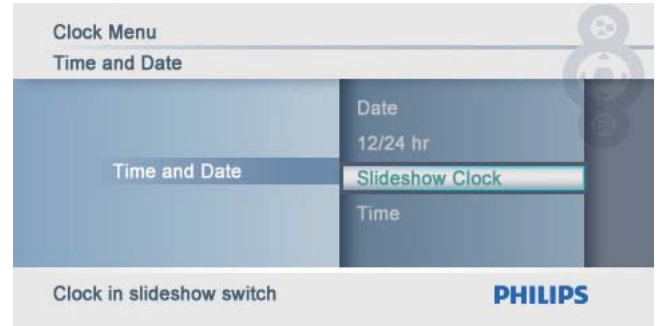 Clock Menu
Time and Date
Date
12/24 hr
Time and Date
Slideshow Clock
Time
Clock in slideshow switch
PHILIPS